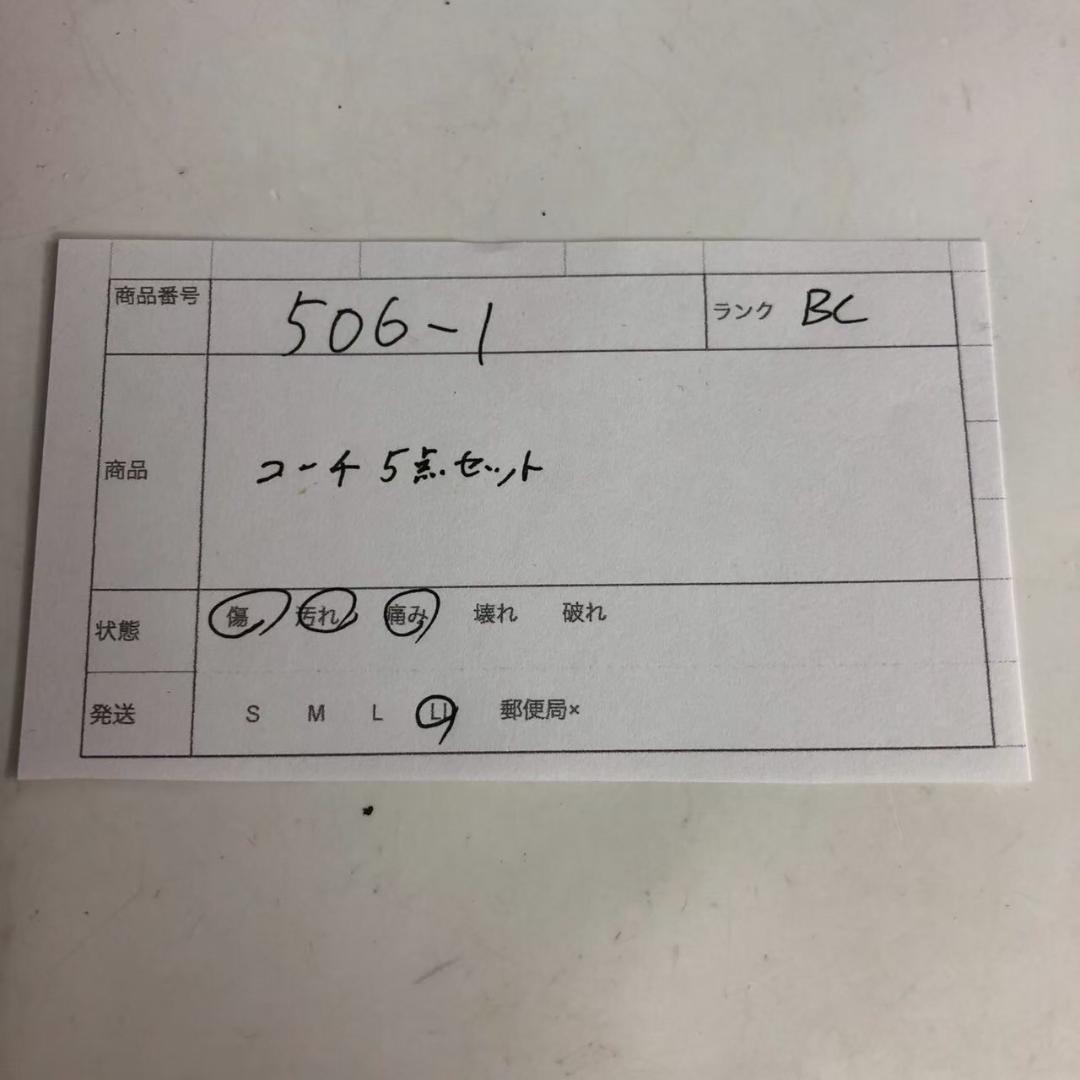 商品番号 506-1 ランク BC
商品 コーチ 5点セット
状態 傷 汚れ 痛み 壊れ 破れ
発送 S M L LL 郵便局×